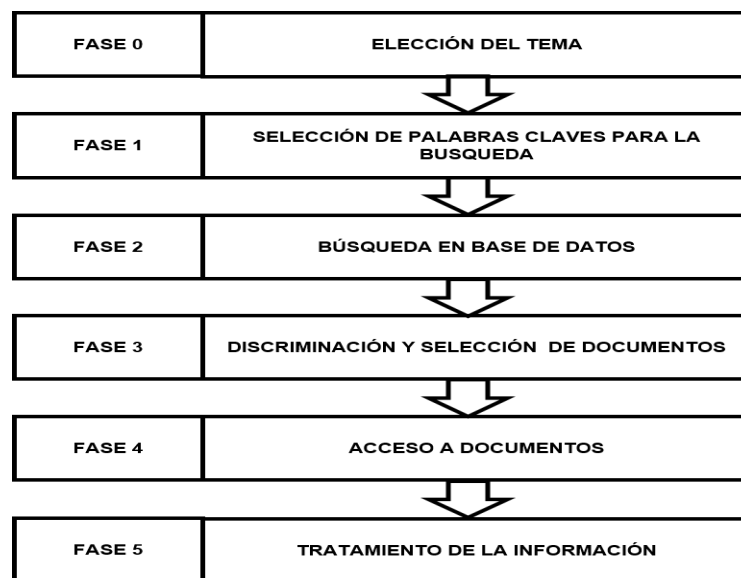 FASE 0
ELECCIÓN DEL TEMA
FASE 1
SELECCIÓN DE PALABRAS CLAVES PARA LA
BUSQUEDA
FASE 2
BÚSQUEDA EN BASE DE DATOS
FASE 3
DISCRIMINACIÓN Y SELECCIÓN DE DOCUMENTOS
FASE 4
ACCESO A DOCUMENTOS
FASE 5
TRATAMIENTO DE LA INFORMACIÓN